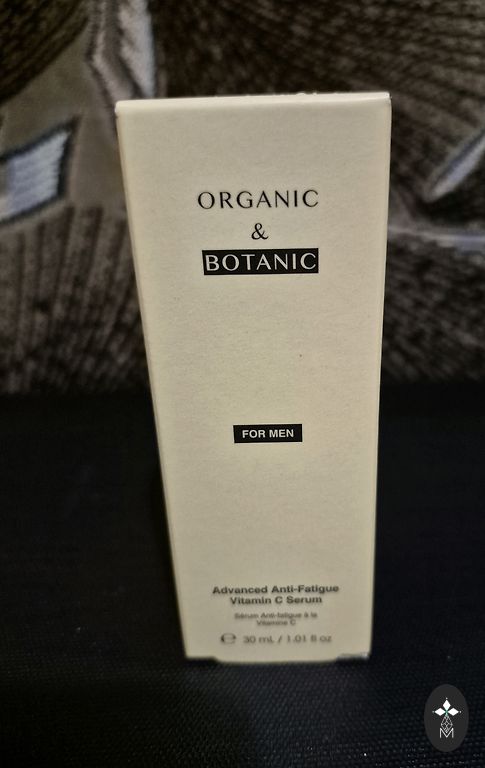 ORGANIC
&
BOTANIC
FOR MEN
Advanced Anti-Fatigue
Vitamin C Serum
Sérum Anti-fatigue à la
Vitamine C
℮ 30 mL / 1.01 fl oz
M